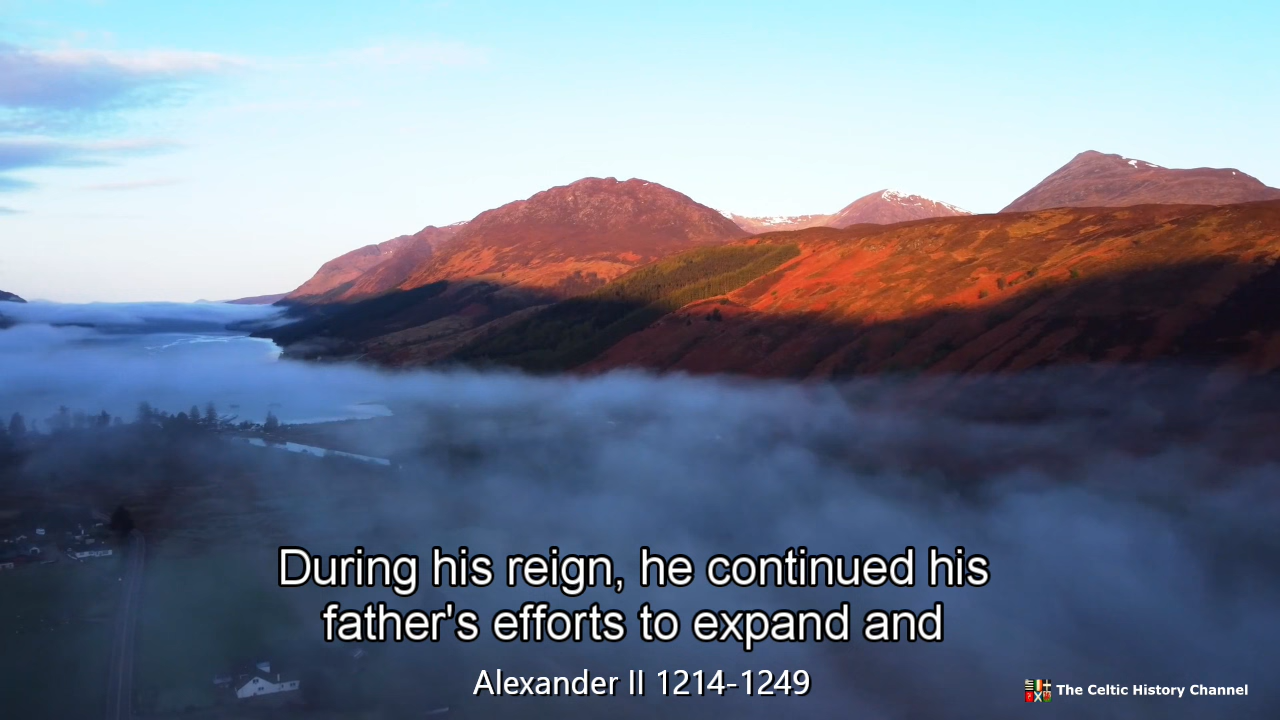 During his reign, he continued his
father's efforts to expand and
Alexander II 1214-1249
The Celtic History Channel